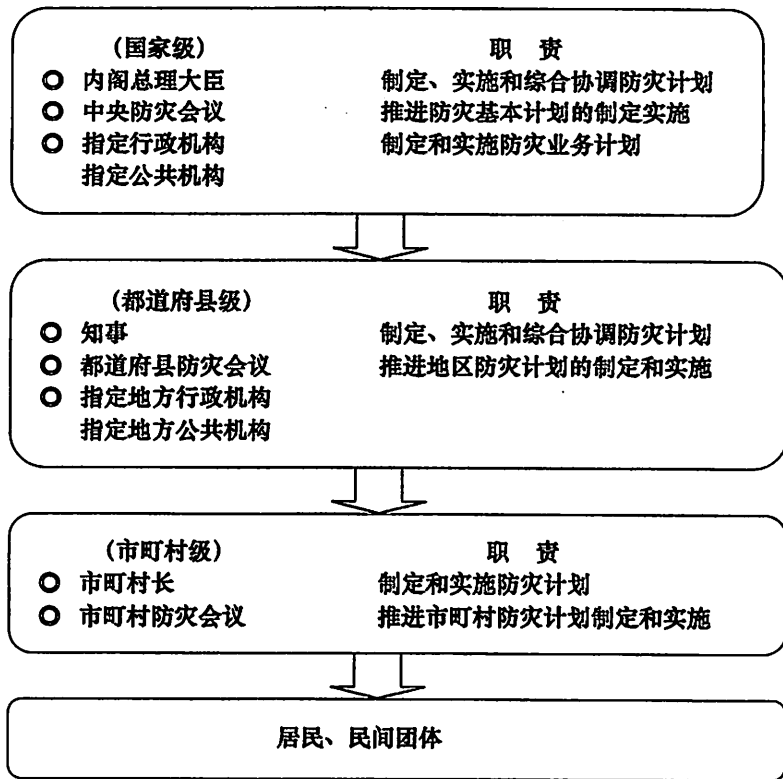 (国家级) 职 责
内阁总理大臣 制定、实施和综合协调防灾计划
中央防灾会议 推进防灾基本计划的制定实施
指定行政机构 制定和实施防灾业务计划
指定公共机构
(都道府县级) 职 责
知事 制定、实施和综合协调防灾计划
都道府县防灾会议 推进地区防灾计划的制定和实施
指定地方行政机构
指定地方公共机构
(市町村级) 职 责
市町村长 制定和实施防灾计划
市町村防灾会议 推进市町村防灾计划制定和实施
居民、民间团体